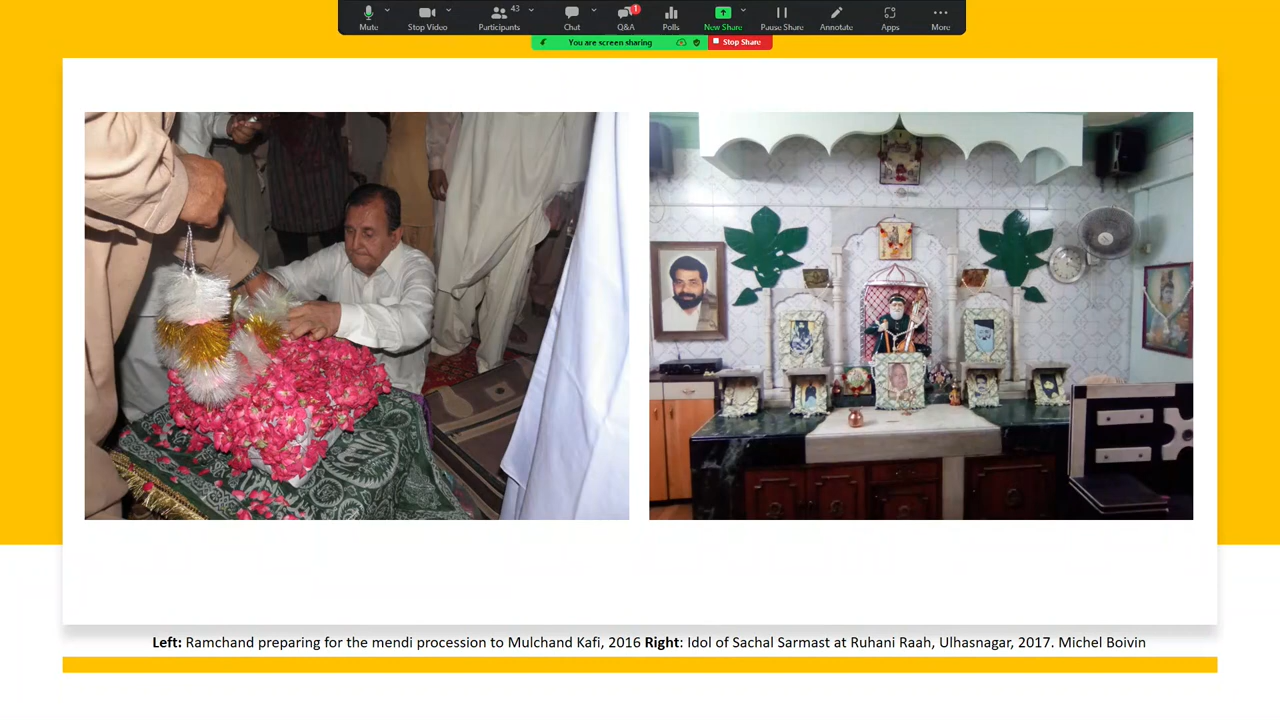 Mute Stop Video Participants 43 Chat Q&A 1 Polls New Share Pause Share Annotate Apps More
You are screen sharing Stop Share
Left: Ramchand preparing for the mendi procession to Mulchand Kafi, 2016 Right: Idol of Sachal Sarmast at Ruhani Raah, Ulhasnagar, 2017. Michel Boivin